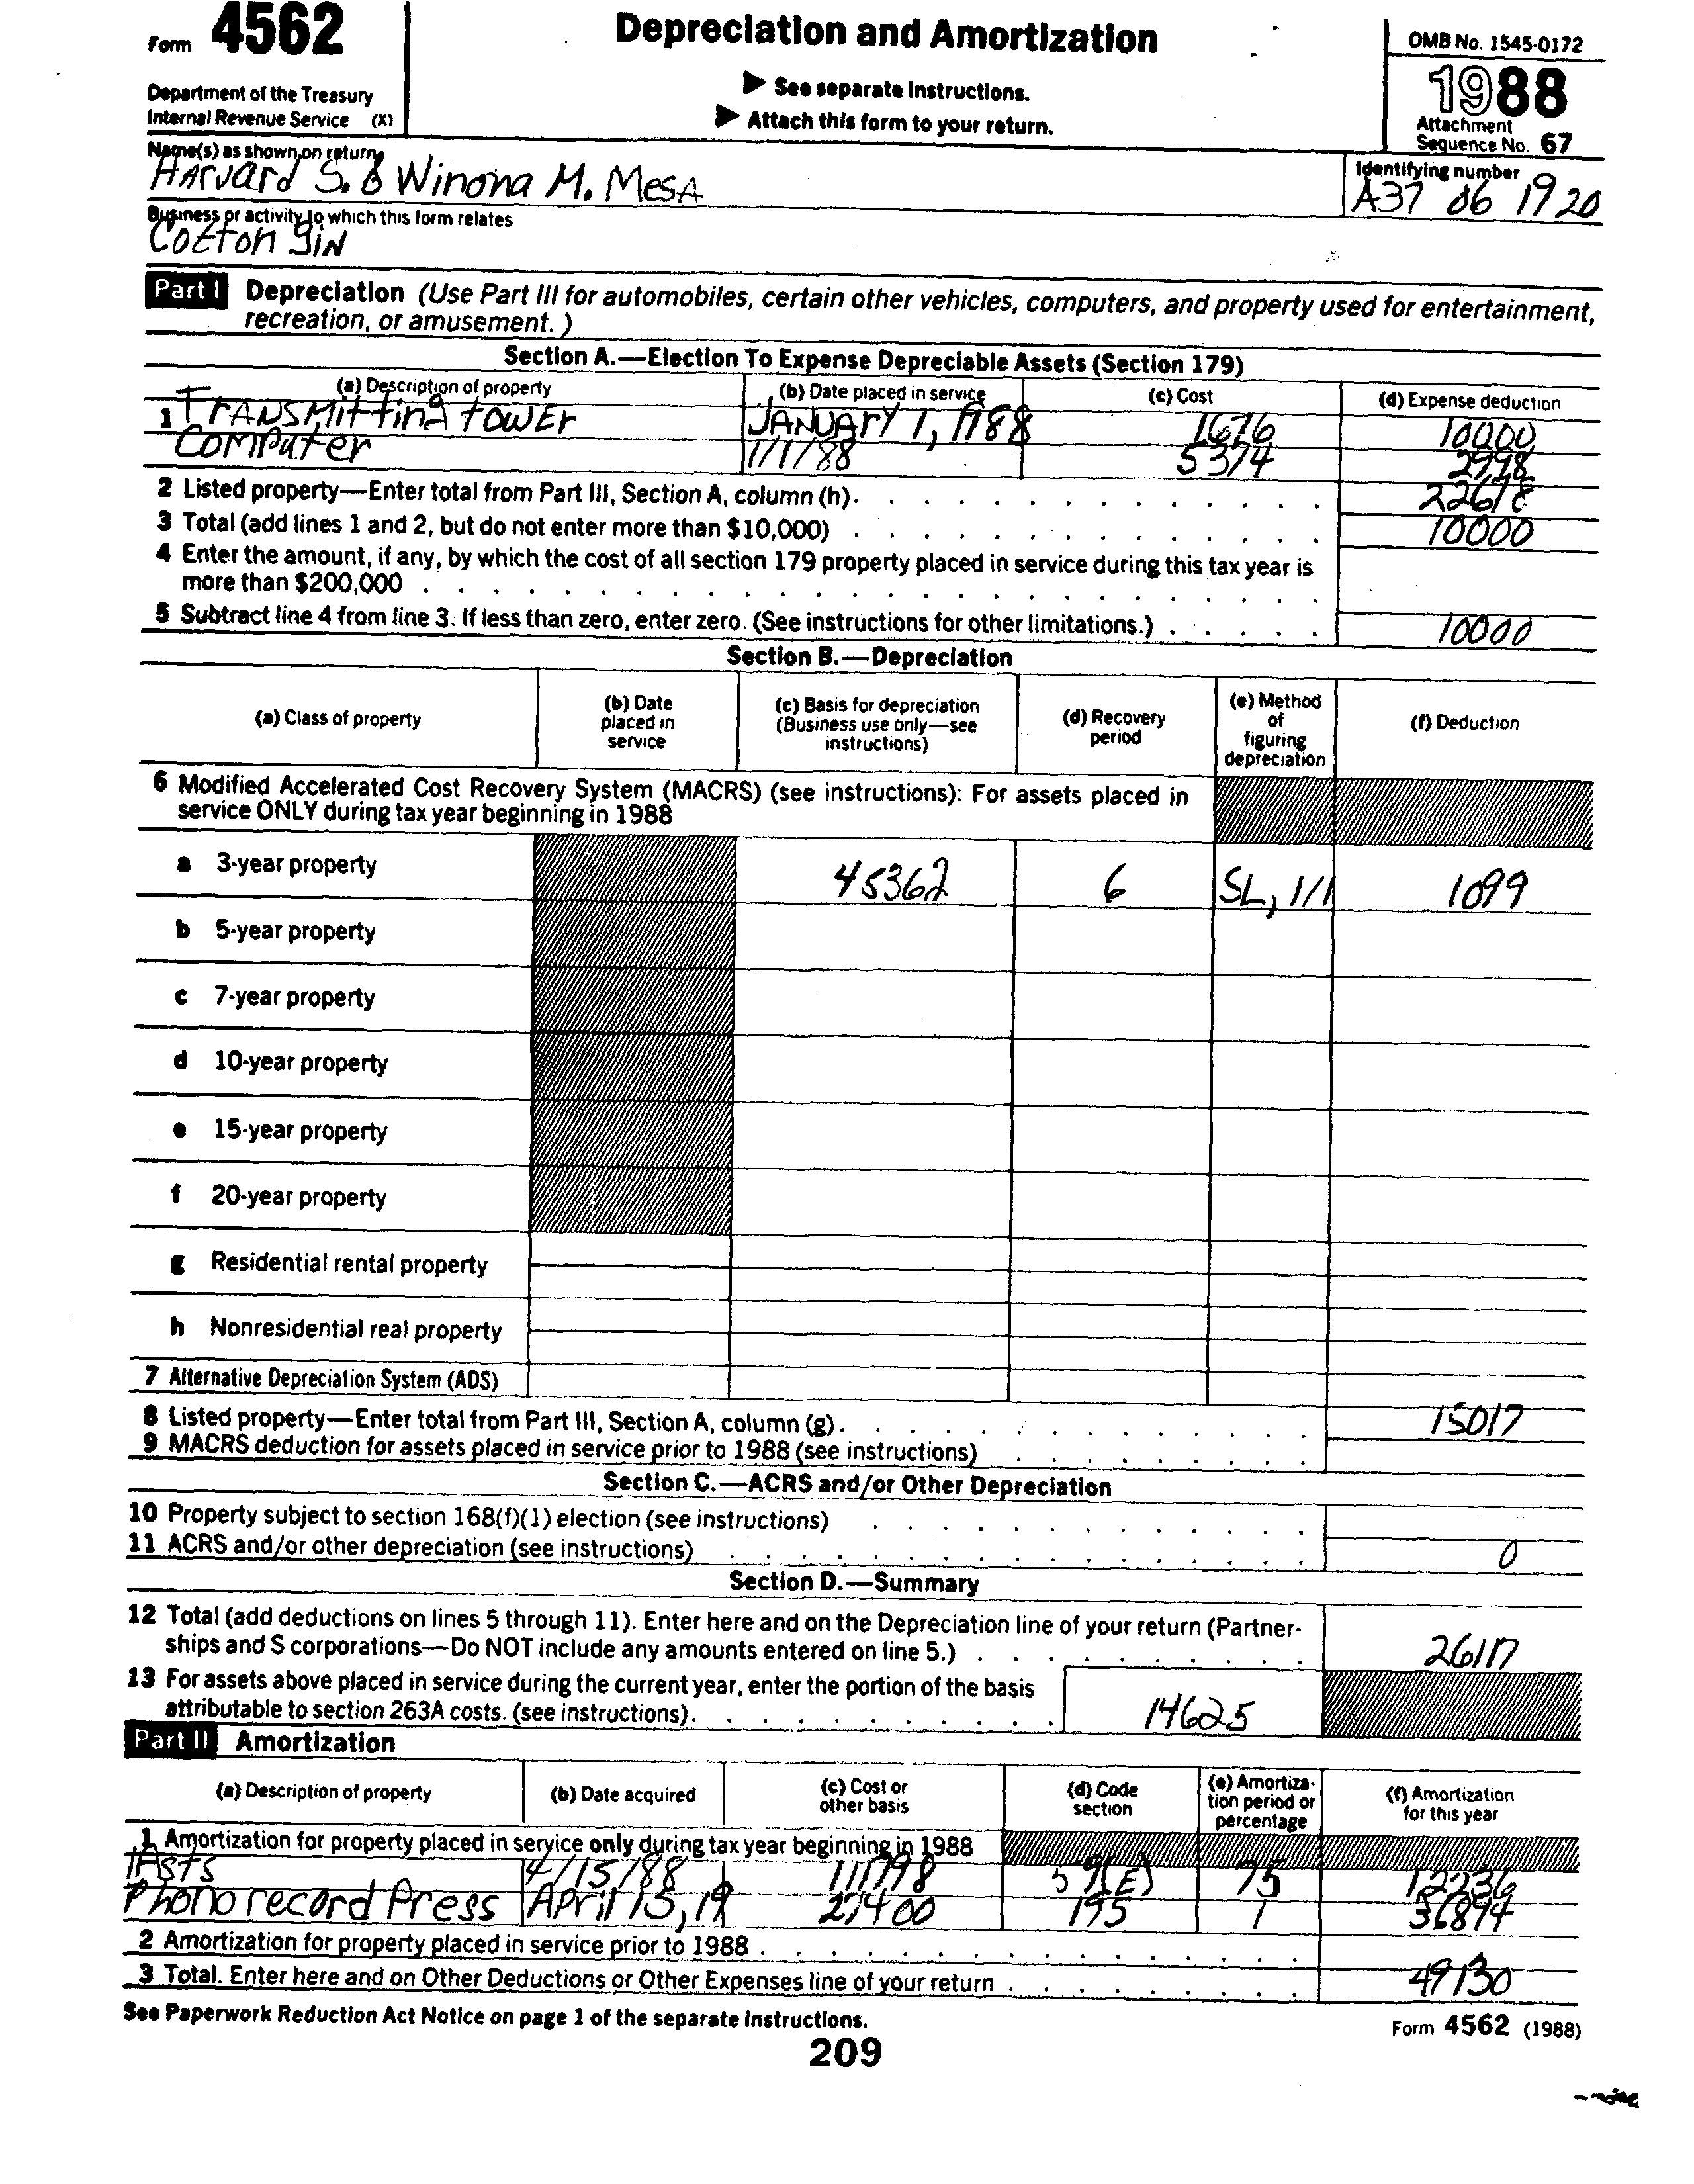 Form 4562
Department of the Treasury
Internal Revenue Service (X)
Depreciation and Amortization
▶ See separate Instructions.
▶ Attach this form to your return.
OMB No. 1545-0172
1988
Attachment
Sequence No. 67
Name(s) as shown on return
Harvard S. & Winona M. Mesa
Identifying number
A37 06 1920
Business or activity to which this form relates
Cotton gin
Part I Depreciation (Use Part III for automobiles, certain other vehicles, computers, and property used for entertainment,
recreation, or amusement.)
Section A.—Election To Expense Depreciable Assets (Section 179)
(a) Description of property (b) Date placed in service (c) Cost (d) Expense deduction
1 Transmitting tower January 1, 1988 1676 10000
Computer 1/1/88 5374 2998
2 Listed property—Enter total from Part III, Section A, column (h). 22618
3 Total (add lines 1 and 2, but do not enter more than $10,000) 10000
4 Enter the amount, if any, by which the cost of all section 179 property placed in service during this tax year is
more than $200,000
5 Subtract line 4 from line 3. If less than zero, enter zero. (See instructions for other limitations.) 10000
Section B.—Depreciation
(a) Class of property (b) Date placed in service (c) Basis for depreciation (Business use only—see instructions) (d) Recovery period (e) Method of figuring depreciation (f) Deduction
6 Modified Accelerated Cost Recovery System (MACRS) (see instructions): For assets placed in
service ONLY during tax year beginning in 1988
a 3-year property 45362 6 SL, 1/1 1099
b 5-year property
c 7-year property
d 10-year property
e 15-year property
f 20-year property
g Residential rental property
h Nonresidential real property
7 Alternative Depreciation System (ADS)
8 Listed property—Enter total from Part III, Section A, column (g). 15017
9 MACRS deduction for assets placed in service prior to 1988 (see instructions)
Section C.—ACRS and/or Other Depreciation
10 Property subject to section 168(f)(1) election (see instructions)
11 ACRS and/or other depreciation (see instructions) 0
Section D.—Summary
12 Total (add deductions on lines 5 through 11). Enter here and on the Depreciation line of your return (Partner-
ships and S corporations—Do NOT include any amounts entered on line 5.) 26117
13 For assets above placed in service during the current year, enter the portion of the basis
attributable to section 263A costs. (see instructions). 14625
Part II Amortization
(a) Description of property (b) Date acquired (c) Cost or other basis (d) Code section (e) Amortization period or percentage (f) Amortization for this year
1 Amortization for property placed in service only during tax year beginning in 1988
4/15/88 111798 59(E) 75 12236
Phonorecord Press April 15, 19 27400 195 1 36894
2 Amortization for property placed in service prior to 1988
3 Total. Enter here and on Other Deductions or Other Expenses line of your return 49130
See Paperwork Reduction Act Notice on page 1 of the separate Instructions.
Form 4562 (1988)
209